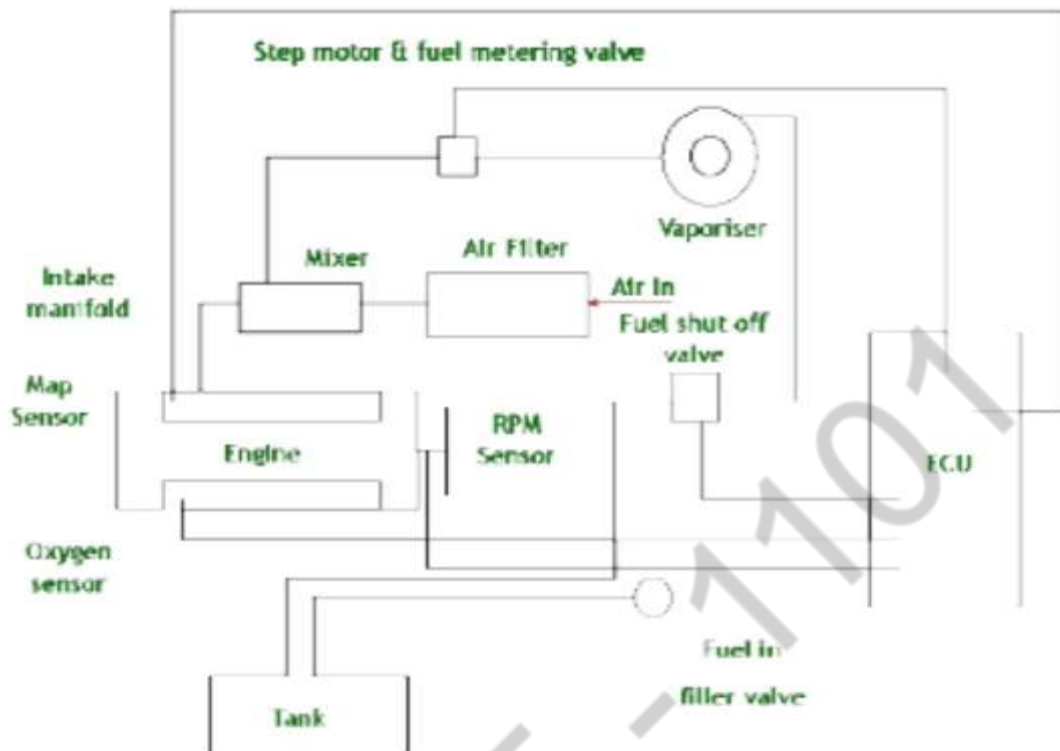 Step motor & fuel metering valve
Vaporiser
Air Filter
Mixer
Intake
manifold
Air in
Fuel shut off
valve
Map
Sensor
RPM
Sensor
Engine
ECU
Oxygen
sensor
Fuel in
filler valve
Tank
- 1101